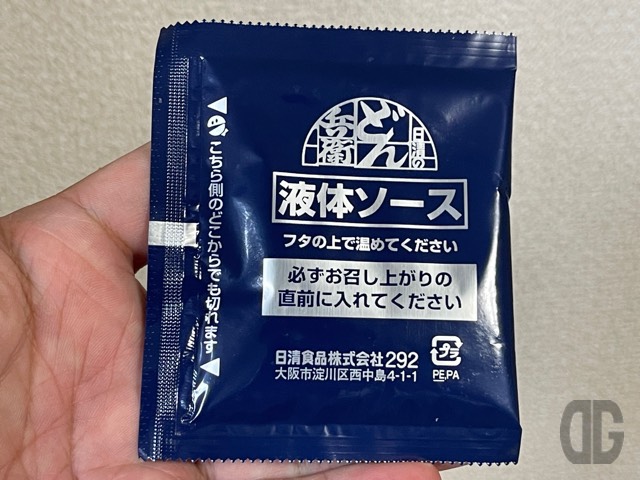 日清の
どん
兵衛
液体ソース
フタの上で温めてください
必ずお召し上がりの
直前に入れてください
日清食品株式会社292
大阪市淀川区西中島4-1-1
プラ
PE,PA
こちら側のどこからでも切れます
DG